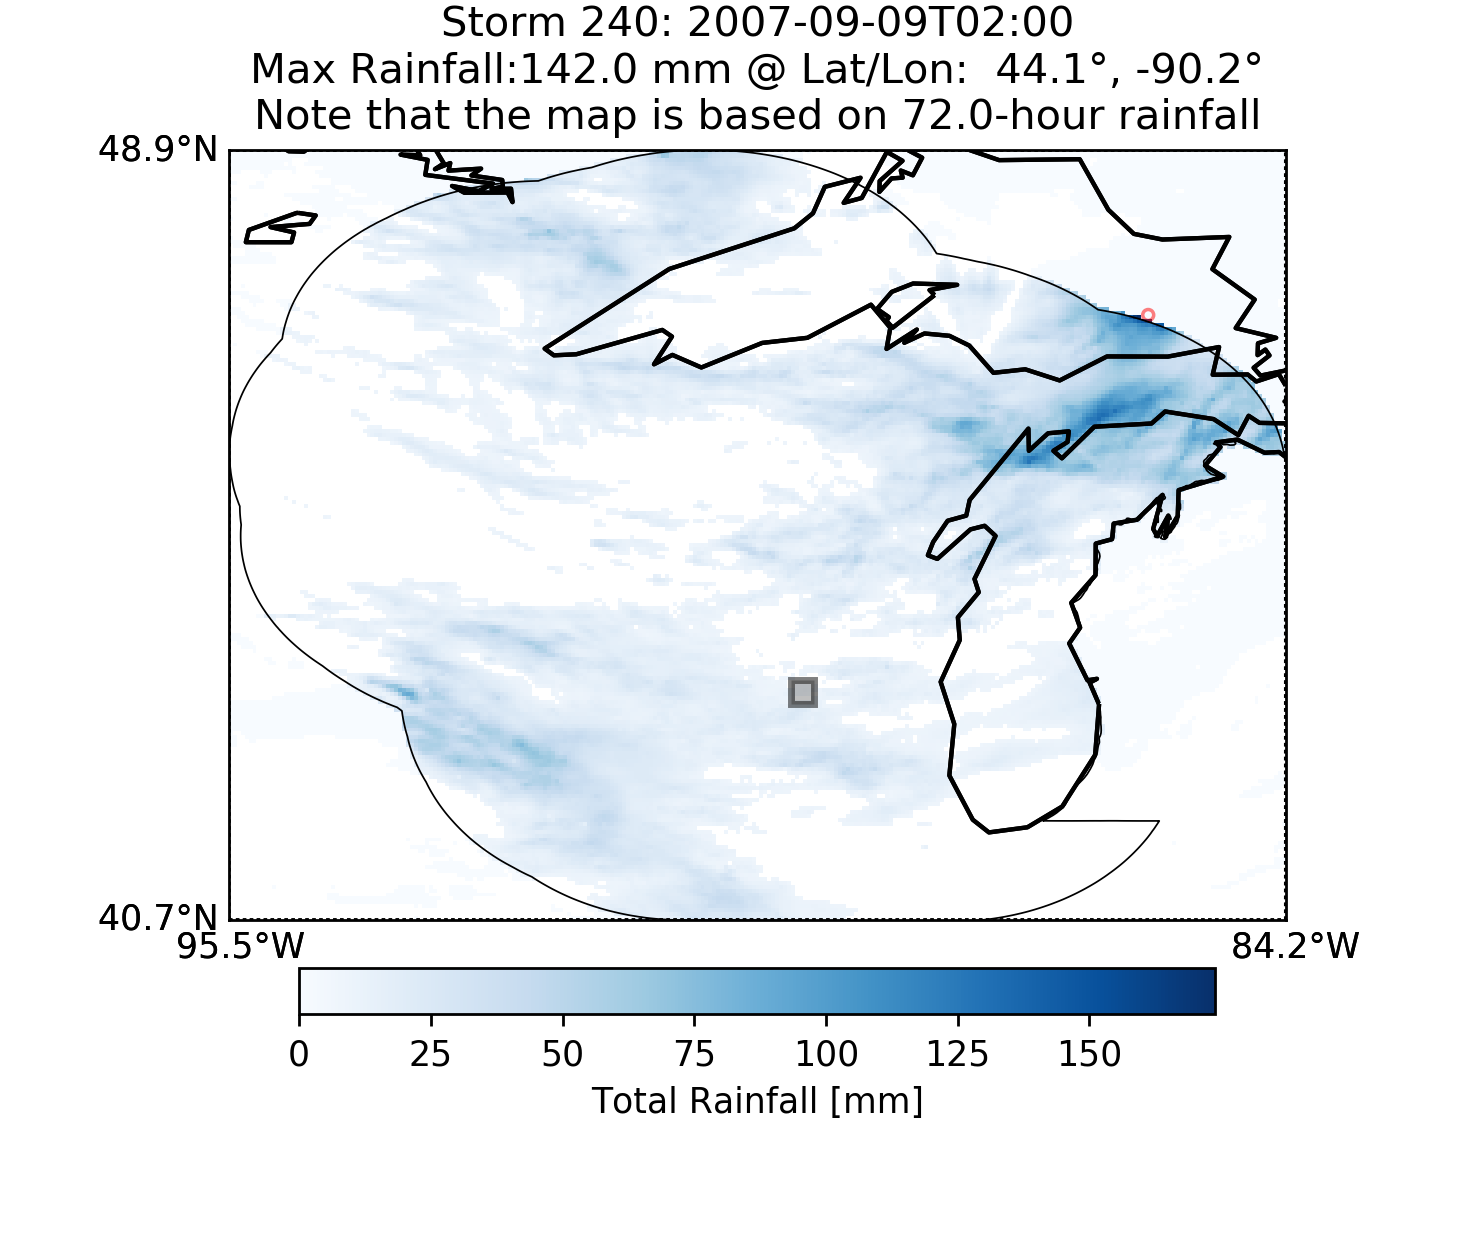 Storm 240: 2007-09-09T02:00
Max Rainfall:142.0 mm @ Lat/Lon:  44.1°, -90.2°
Note that the map is based on 72.0-hour rainfall
48.9°N
40.7°N
95.5°W 84.2°W
0 25 50 75 100 125 150
Total Rainfall [mm]